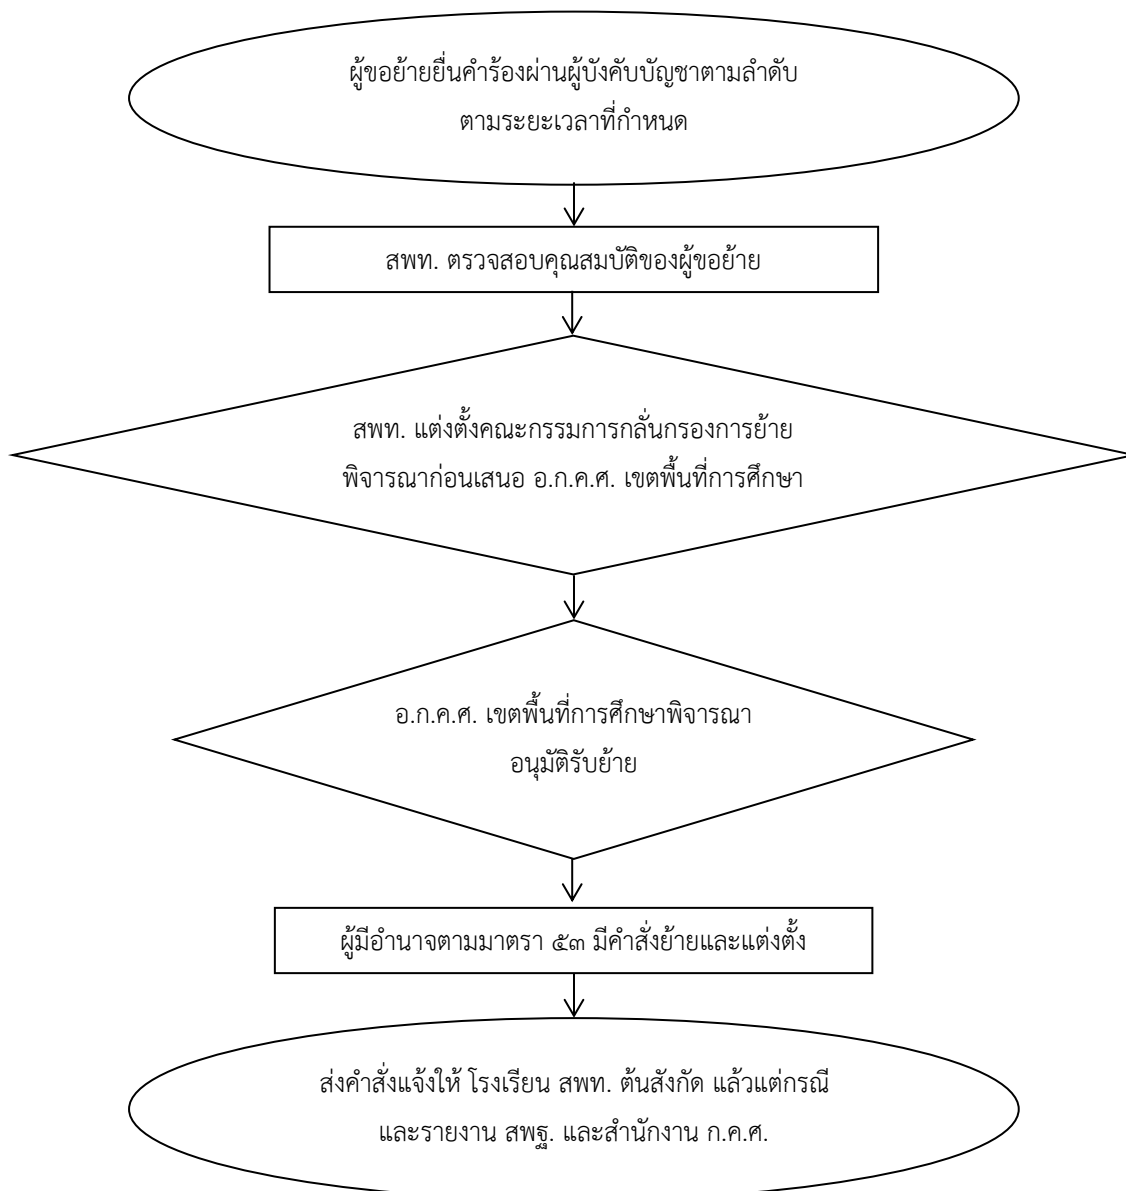 ผู้ขอย้ายยื่นคำร้องผ่านผู้บังคับบัญชาตามลำดับ
ตามระยะเวลาที่กำหนด
สพท. ตรวจสอบคุณสมบัติของผู้ขอย้าย
สพท. แต่งตั้งคณะกรรมการกลั่นกรองการย้าย
พิจารณาก่อนเสนอ อ.ก.ค.ศ. เขตพื้นที่การศึกษา
อ.ก.ค.ศ. เขตพื้นที่การศึกษาพิจารณา
อนุมัติรับย้าย
ผู้มีอำนาจตามมาตรา ๕๓ มีคำสั่งย้ายและแต่งตั้ง
ส่งคำสั่งแจ้งให้ โรงเรียน สพท. ต้นสังกัด แล้วแต่กรณี
และรายงาน สพฐ. และสำนักงาน ก.ค.ศ.